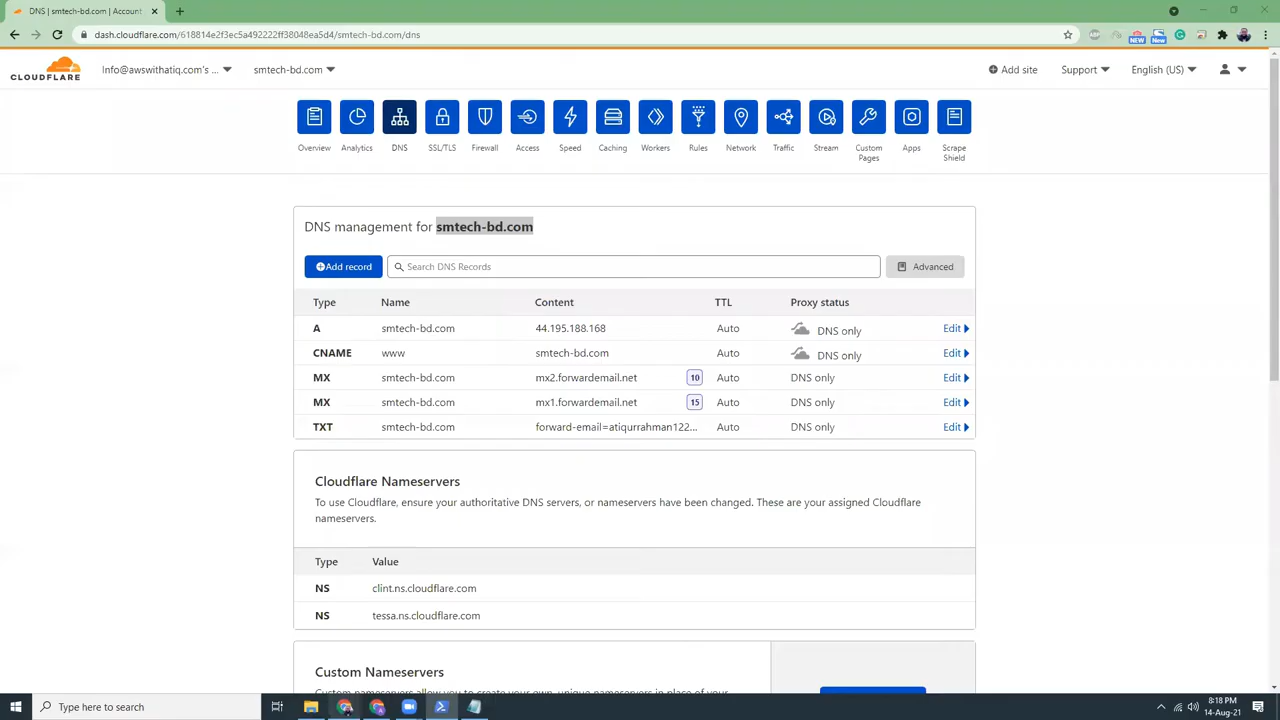 DNS | smtech-bd.com | Account
dash.cloudflare.com/618814e2f3ec5a492222ff38048ea5d4/smtech-bd.com/dns
NEW
New
CLOUDFLARE
Info@awswithatiq.com's ...
smtech-bd.com
Add site
Support
English (US)
Overview
Analytics
DNS
SSL/TLS
Firewall
Access
Speed
Caching
Workers
Rules
Network
Traffic
Stream
Custom Pages
Apps
Scrape Shield
DNS management for smtech-bd.com
Add record
Search DNS Records
Advanced
Type Name Content TTL Proxy status
A smtech-bd.com 44.195.188.168 Auto DNS only Edit
CNAME www smtech-bd.com Auto DNS only Edit
MX smtech-bd.com mx2.forwardemail.net 10 Auto DNS only Edit
MX smtech-bd.com mx1.forwardemail.net 15 Auto DNS only Edit
TXT smtech-bd.com forward-email=atiqurrahman122... Auto DNS only Edit
Cloudflare Nameservers
To use Cloudflare, ensure your authoritative DNS servers, or nameservers have been changed. These are your assigned Cloudflare
nameservers.
Type Value
NS clint.ns.cloudflare.com
NS tessa.ns.cloudflare.com
Custom Nameservers
Custom nameservers allow you to create your own, unique nameservers in place of your
Type here to search
8:18 PM
14-Aug-21